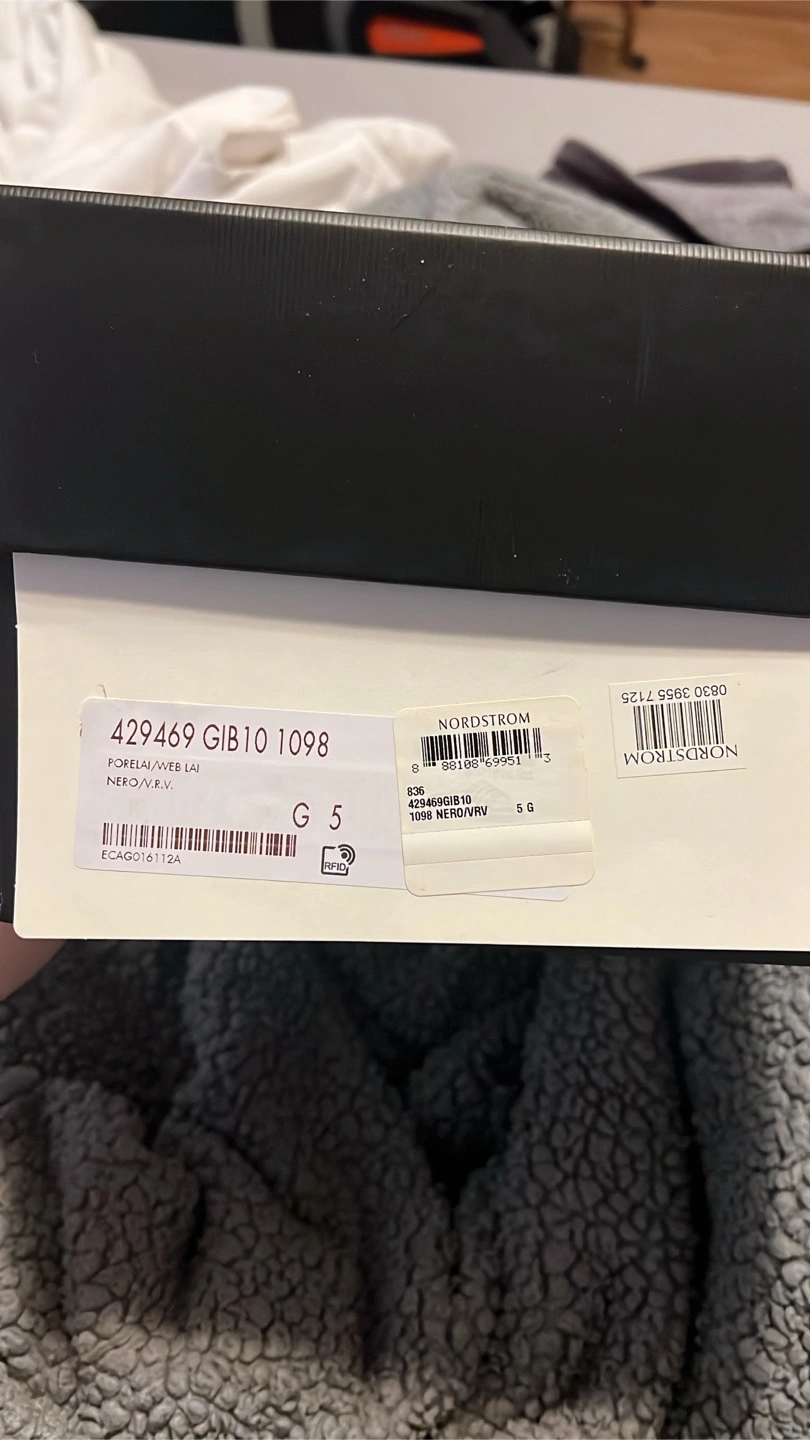 429469 GIB10 1098
PORELAI/WEB LAI
NERO/V.R.V.
G 5
ECAG016112A
RFID
NORDSTROM
8 88108 69951 3
836
429469GIB10
1098 NERO/VRV 5 G
0830 3955 7125
NORDSTROM